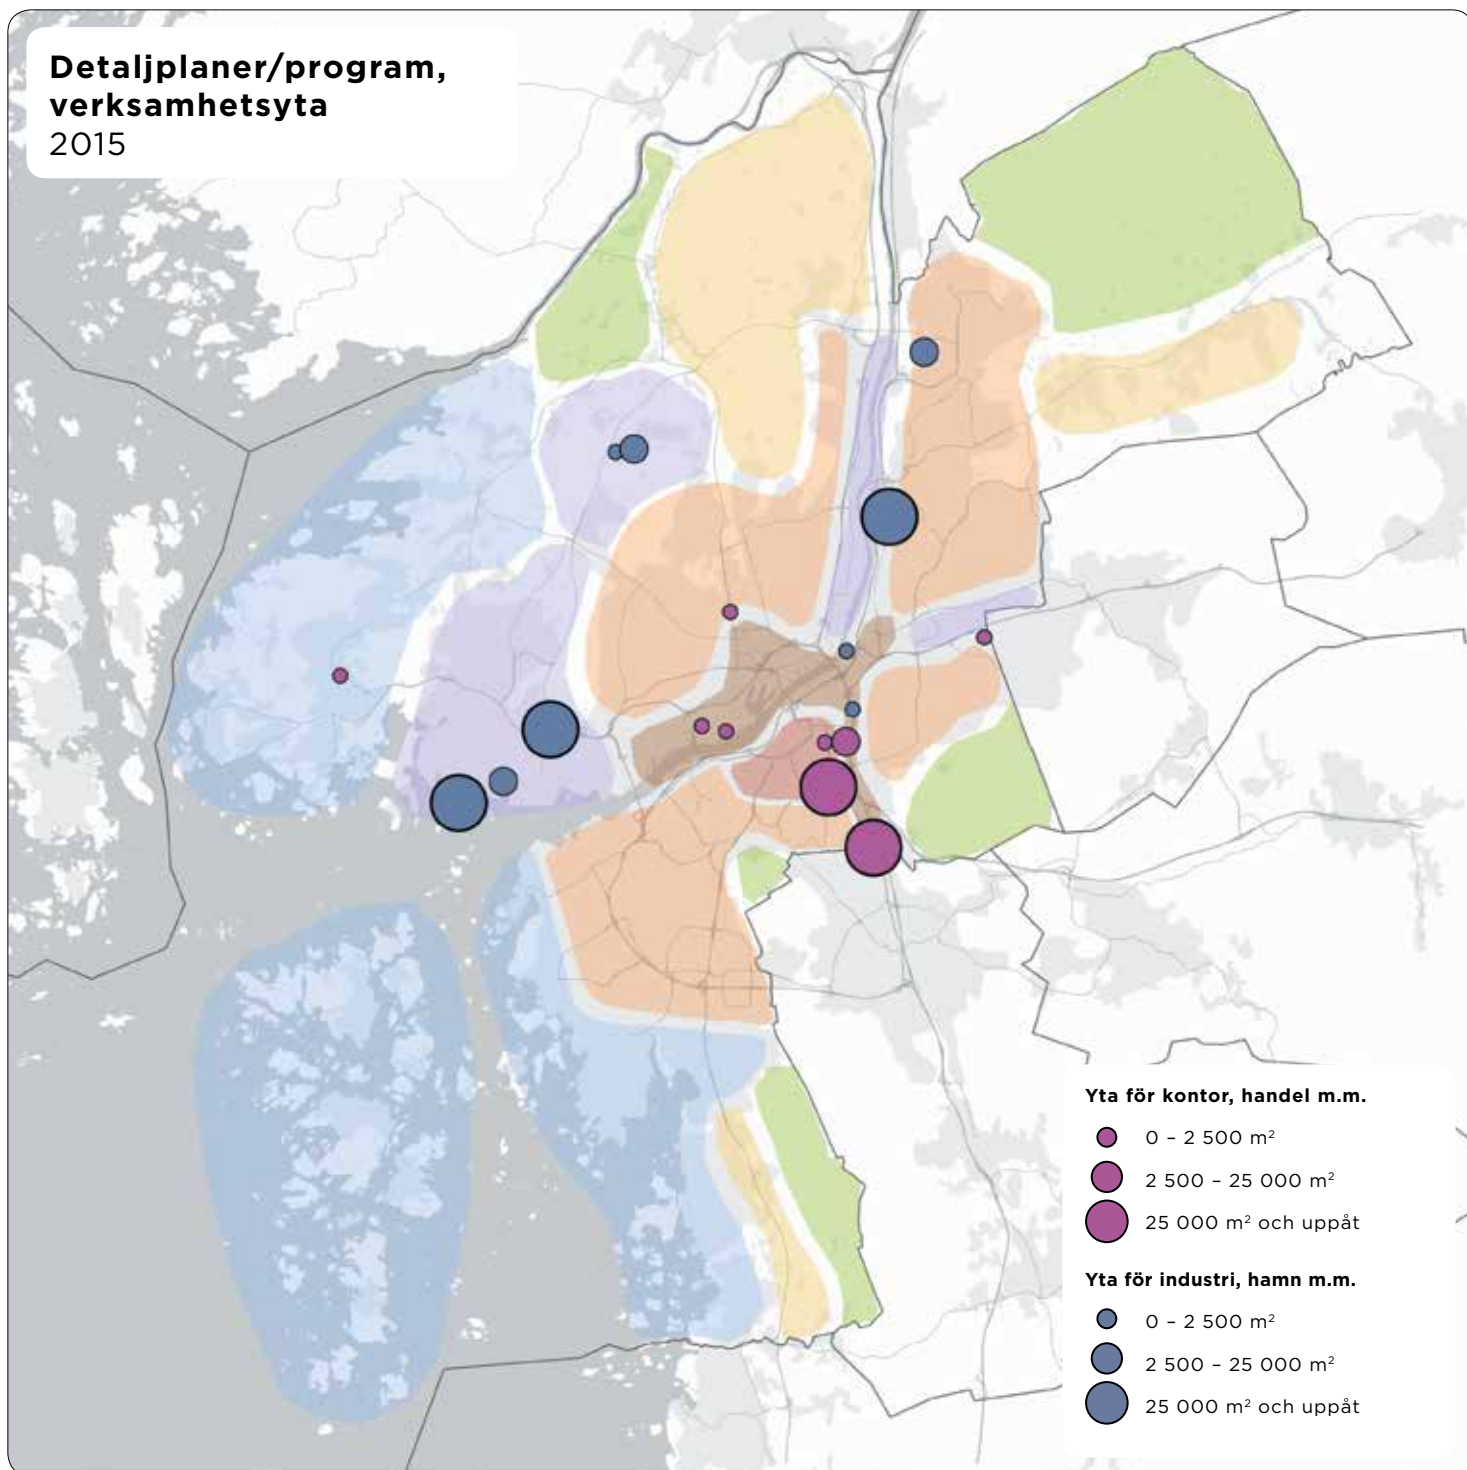 Detaljplaner/program,
verksamhetsyta
2015
Yta för kontor, handel m.m.
0 – 2 500 m²
2 500 – 25 000 m²
25 000 m² och uppåt
Yta för industri, hamn m.m.
0 – 2 500 m²
2 500 – 25 000 m²
25 000 m² och uppåt